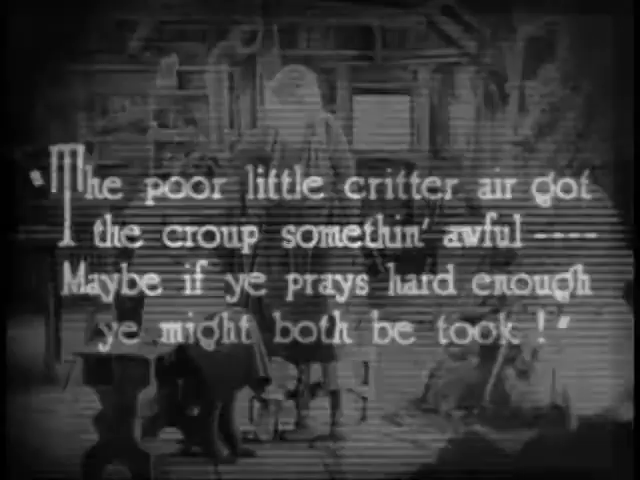 "The poor little critter air got
the croup somethin' awful ----
Maybe if ye prays hard enough
ye might both be took!"